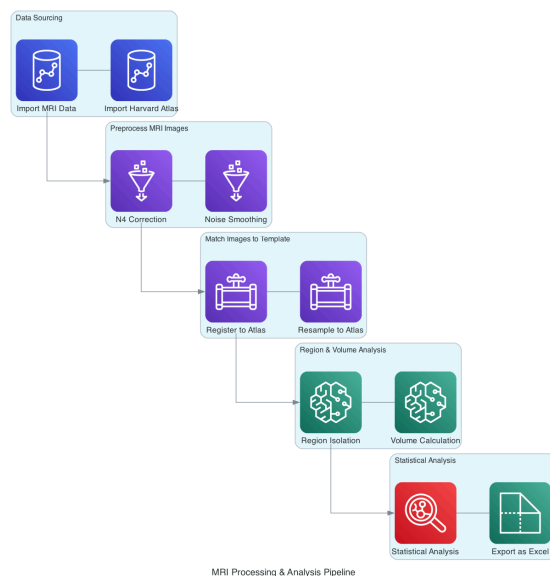 Data Sourcing
Import MRI Data
Import Harvard Atlas
Preprocess MRI Images
N4 Correction
Noise Smoothing
Match Images to Template
Register to Atlas
Resample to Atlas
Region & Volume Analysis
Region Isolation
Volume Calculation
Statistical Analysis
Statistical Analysis
Export as Excel
MRI Processing & Analysis Pipeline